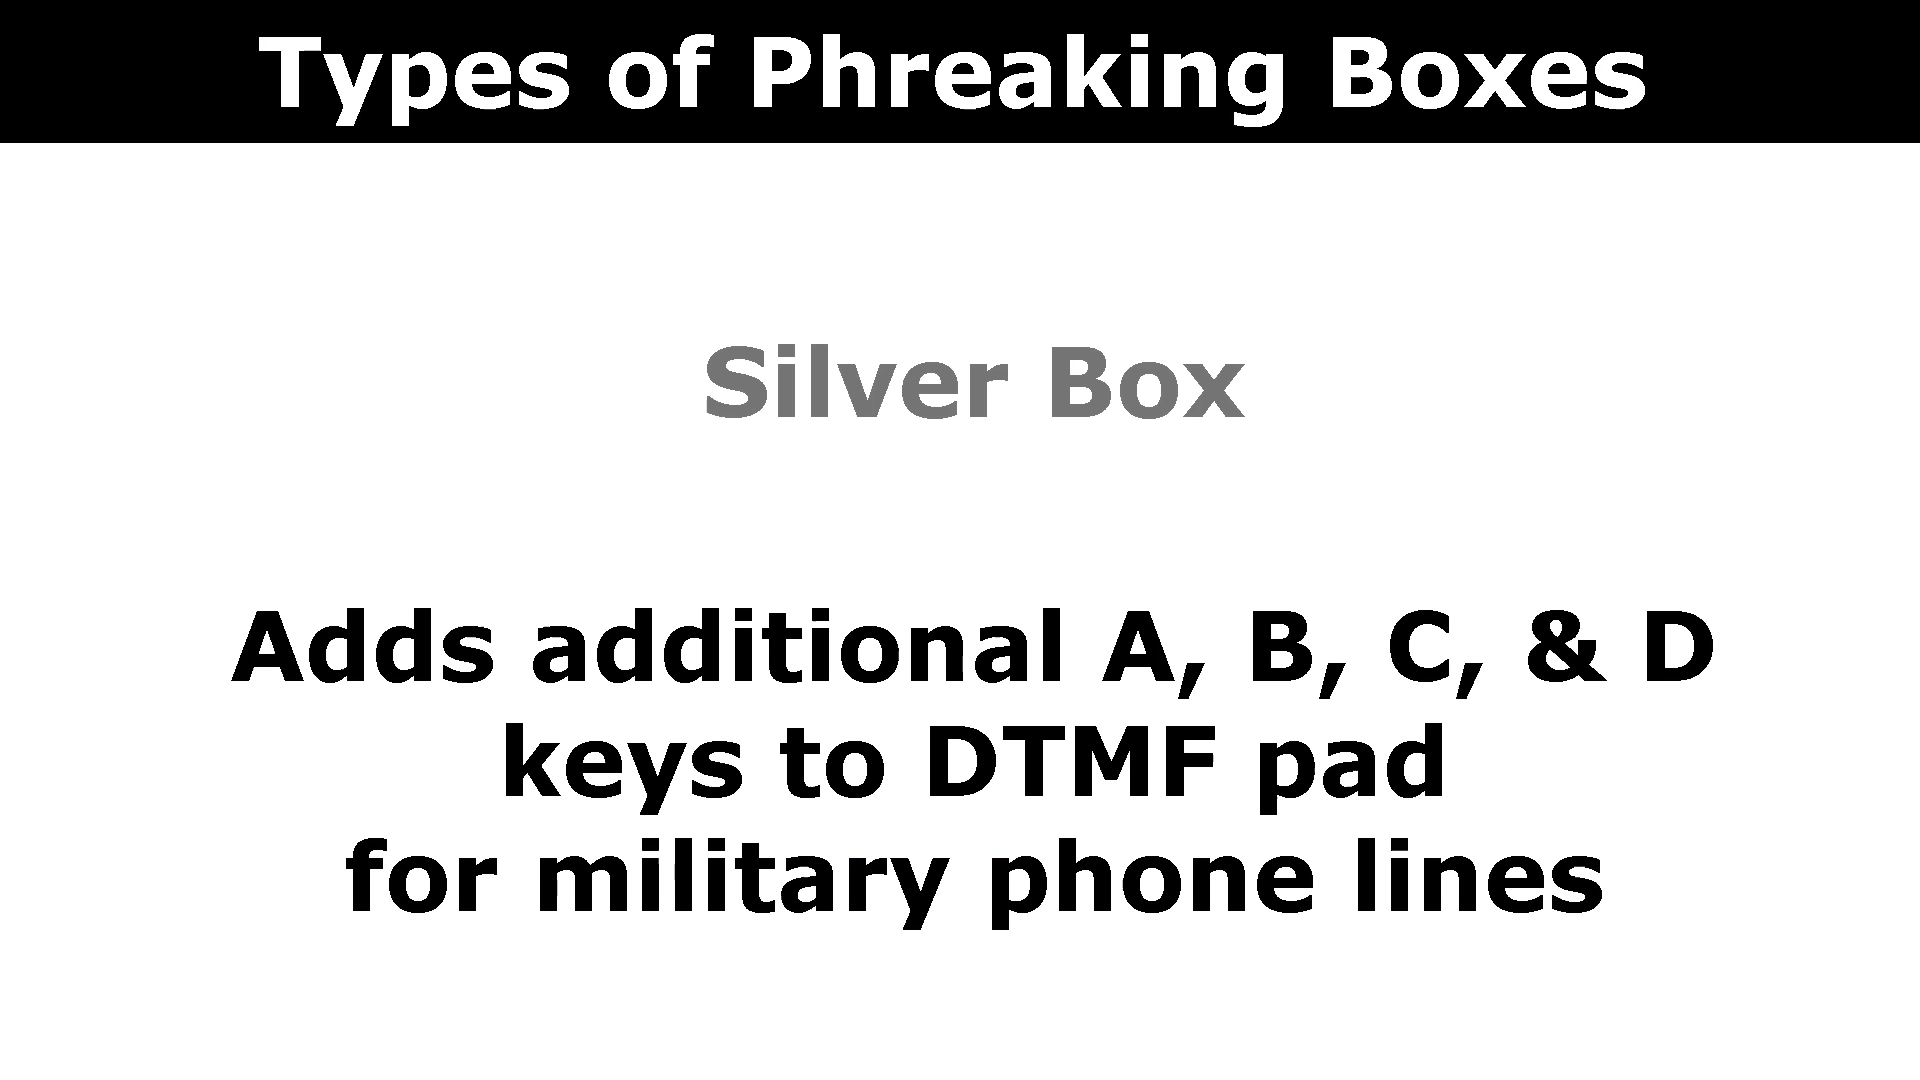 Types of Phreaking Boxes
Silver Box
Adds additional A, B, C, & D
keys to DTMF pad
for military phone lines